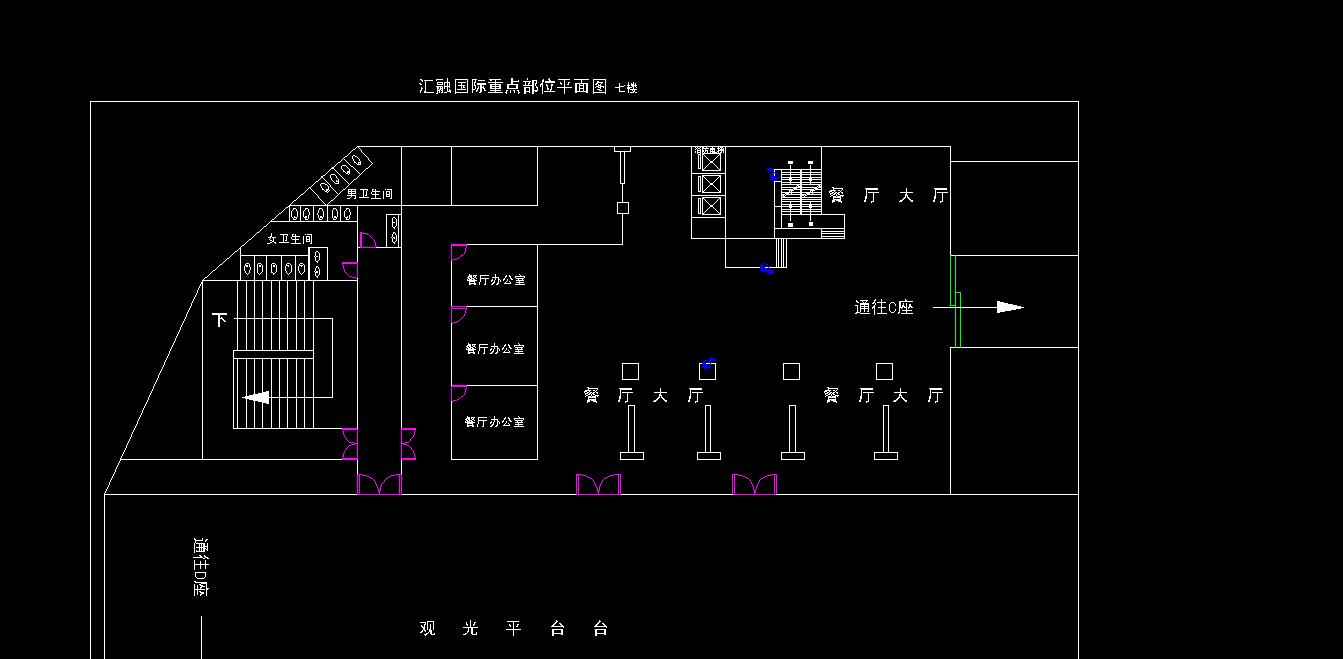 汇融国际重点部位平面图 七楼
消防电梯
男卫生间
餐厅大厅
女卫生间
餐厅办公室
通往C座
下
餐厅办公室
餐厅大厅
餐厅大厅
餐厅办公室
通往D座
观光平台台